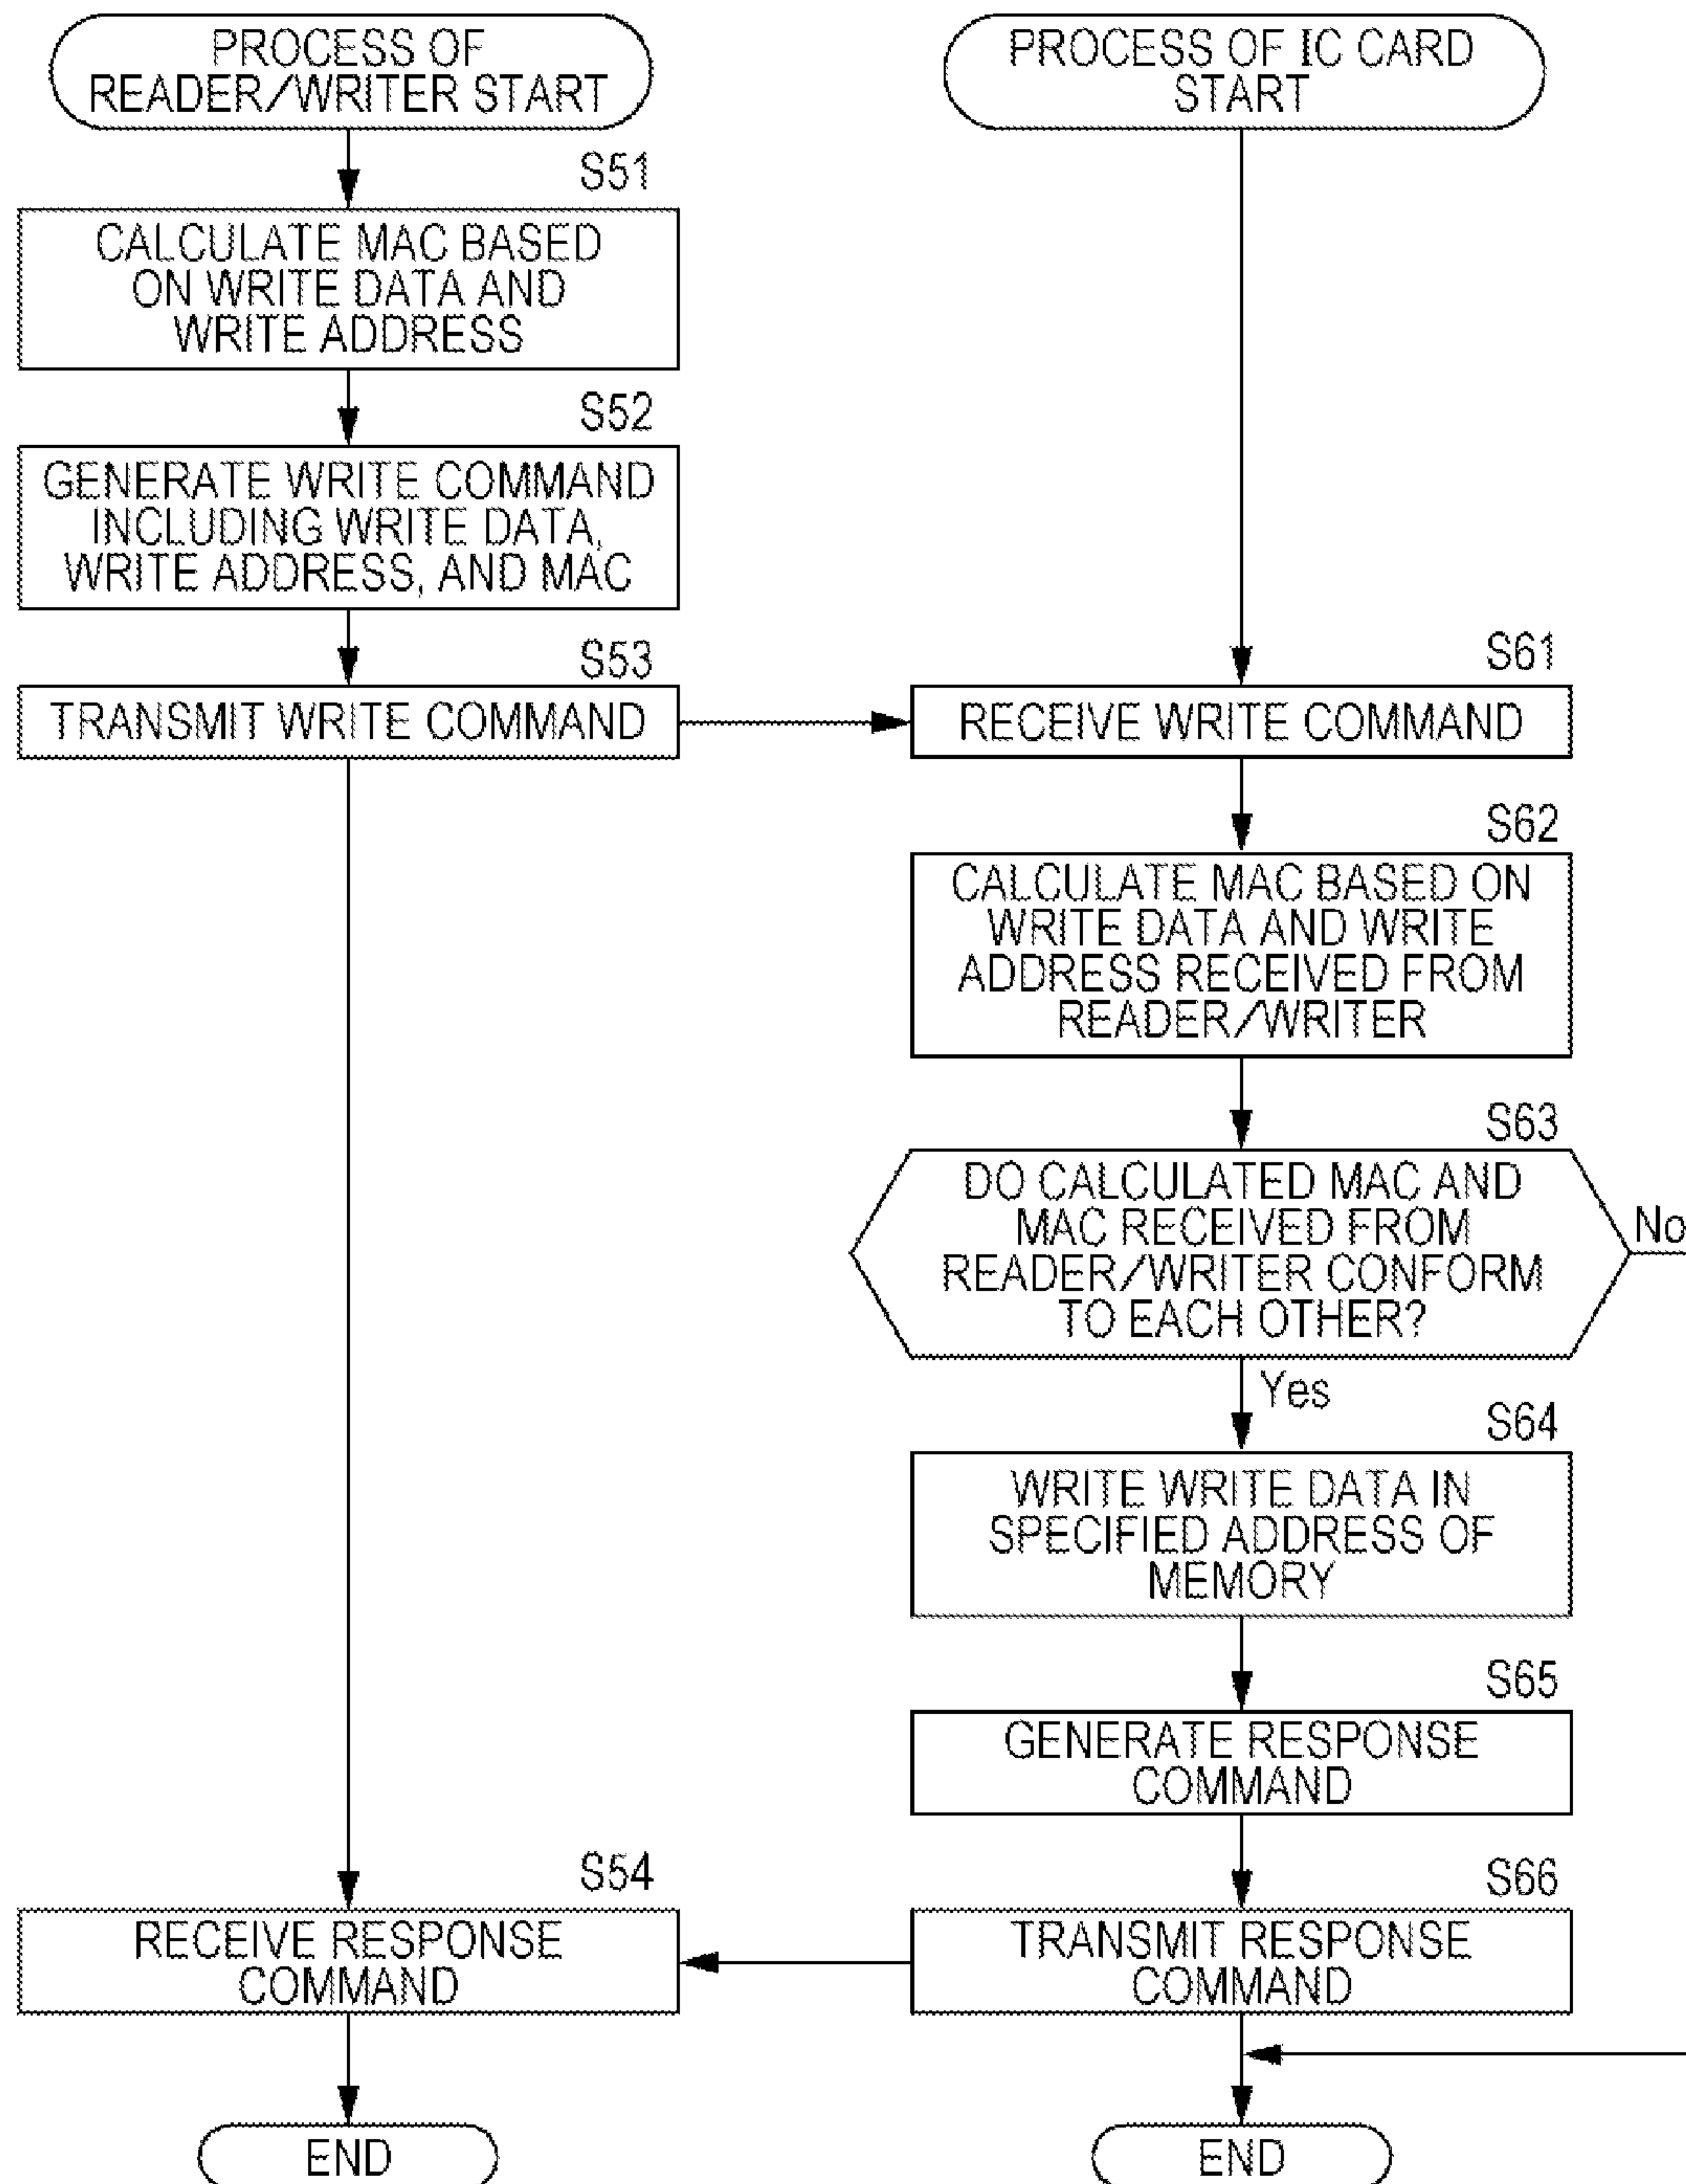 PROCESS OF
READER/WRITER START
S51
CALCULATE MAC BASED
ON WRITE DATA AND
WRITE ADDRESS
S52
GENERATE WRITE COMMAND
INCLUDING WRITE DATA,
WRITE ADDRESS, AND MAC
S53
TRANSMIT WRITE COMMAND
S54
RECEIVE RESPONSE
COMMAND
END
PROCESS OF IC CARD
START
S61
RECEIVE WRITE COMMAND
S62
CALCULATE MAC BASED ON
WRITE DATA AND WRITE
ADDRESS RECEIVED FROM
READER/WRITER
S63
DO CALCULATED MAC AND
MAC RECEIVED FROM
READER/WRITER CONFORM
TO EACH OTHER?
No
Yes
S64
WRITE WRITE DATA IN
SPECIFIED ADDRESS OF
MEMORY
S65
GENERATE RESPONSE
COMMAND
S66
TRANSMIT RESPONSE
COMMAND
END